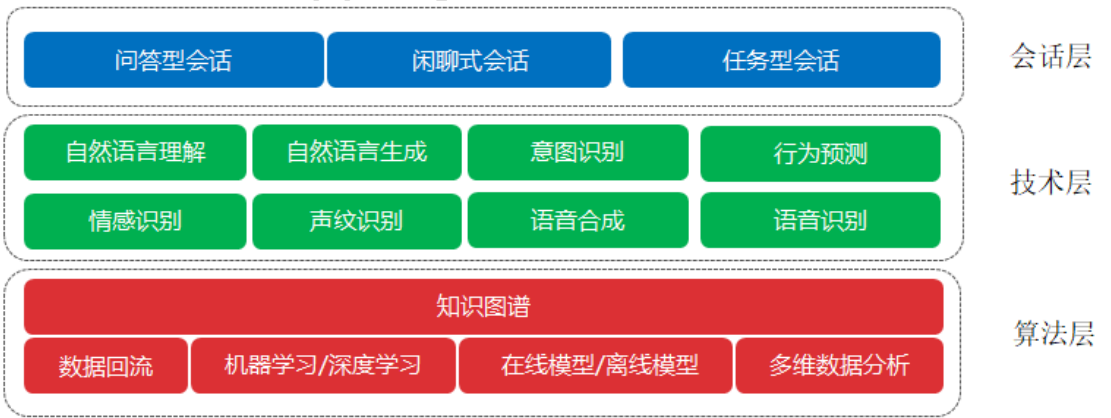 问答型会话 闲聊式会话 任务型会话 会话层
自然语言理解 自然语言生成 意图识别 行为预测
技术层
情感识别 声纹识别 语音合成 语音识别
知识图谱
算法层
数据回流 机器学习/深度学习 在线模型/离线模型 多维数据分析